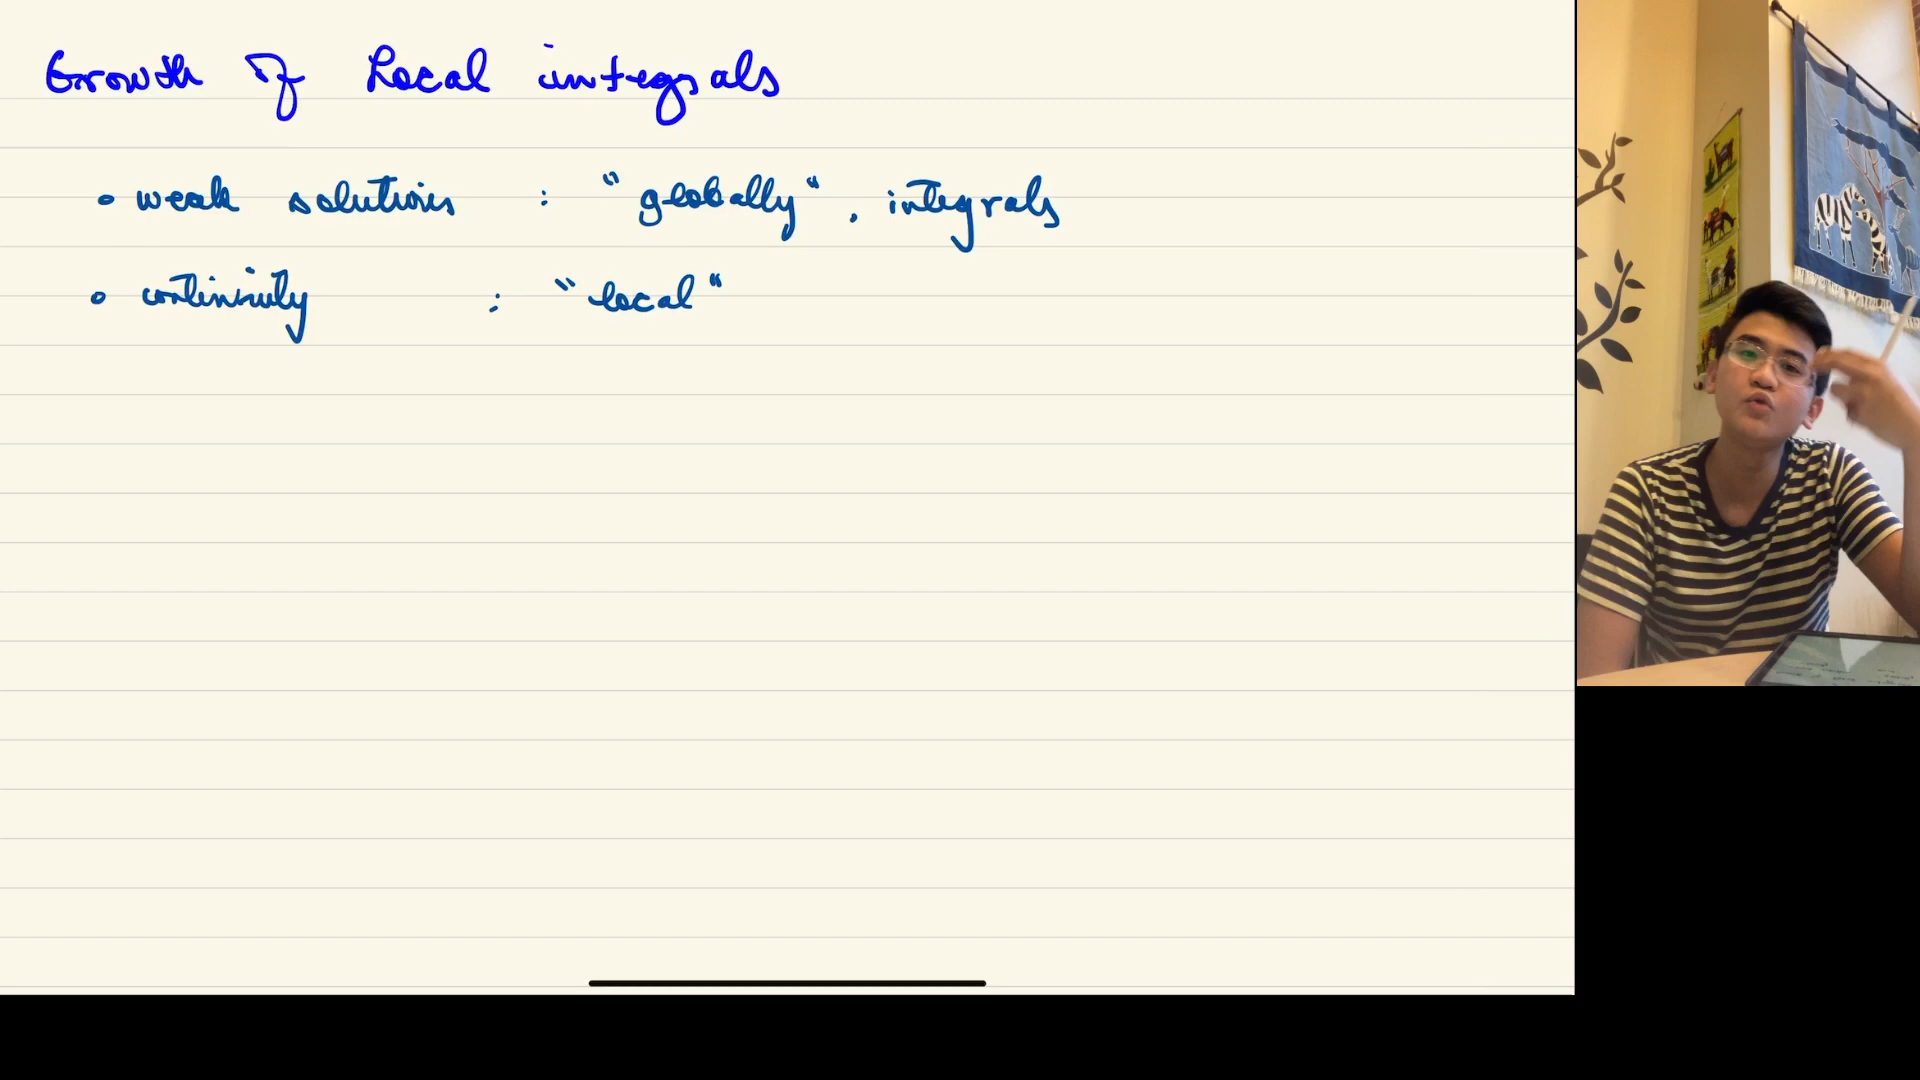 Growth of Local integrals
• weak solutions : "globally", integrals
• continuity : "local"